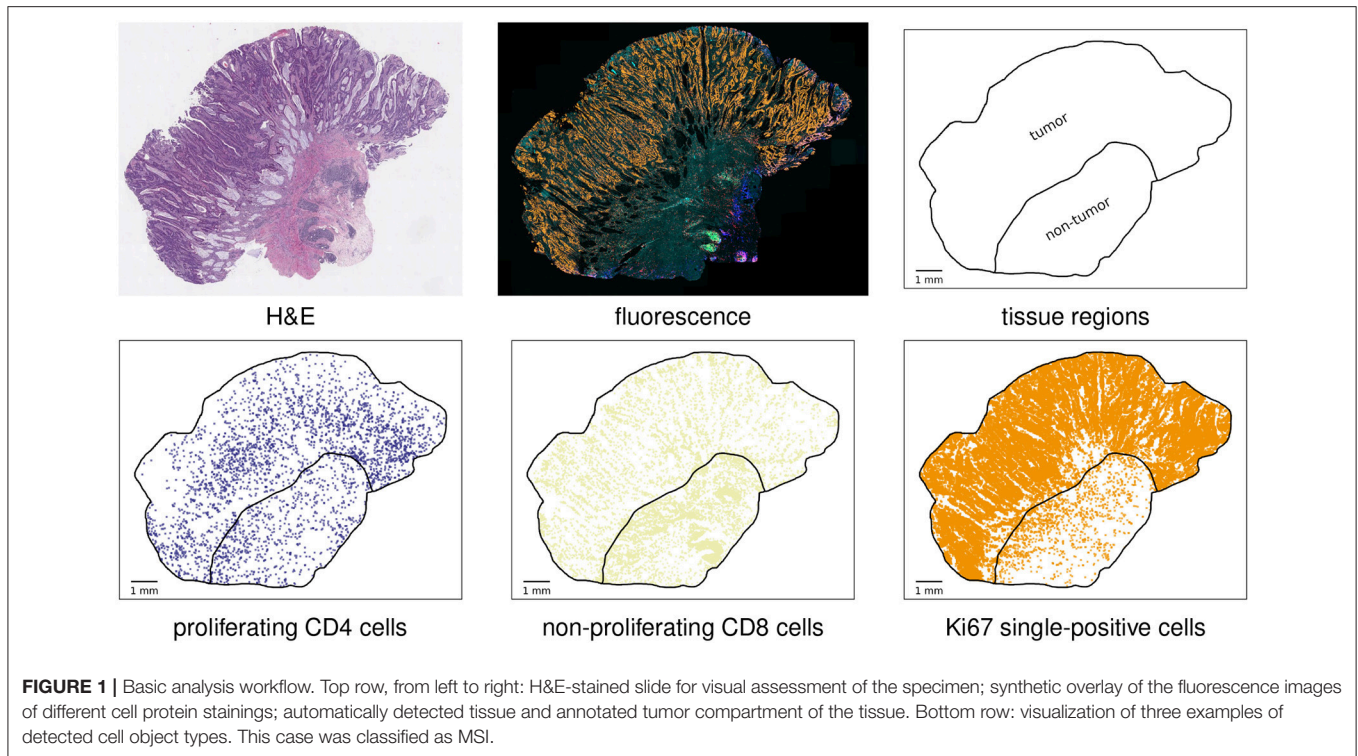 tumor
non-tumor
1 mm
H&E
fluorescence
tissue regions
1 mm
1 mm
1 mm
proliferating CD4 cells
non-proliferating CD8 cells
Ki67 single-positive cells
FIGURE 1 | Basic analysis workflow. Top row, from left to right: H&E-stained slide for visual assessment of the specimen; synthetic overlay of the fluorescence images
of different cell protein stainings; automatically detected tissue and annotated tumor compartment of the tissue. Bottom row: visualization of three examples of
detected cell object types. This case was classified as MSI.